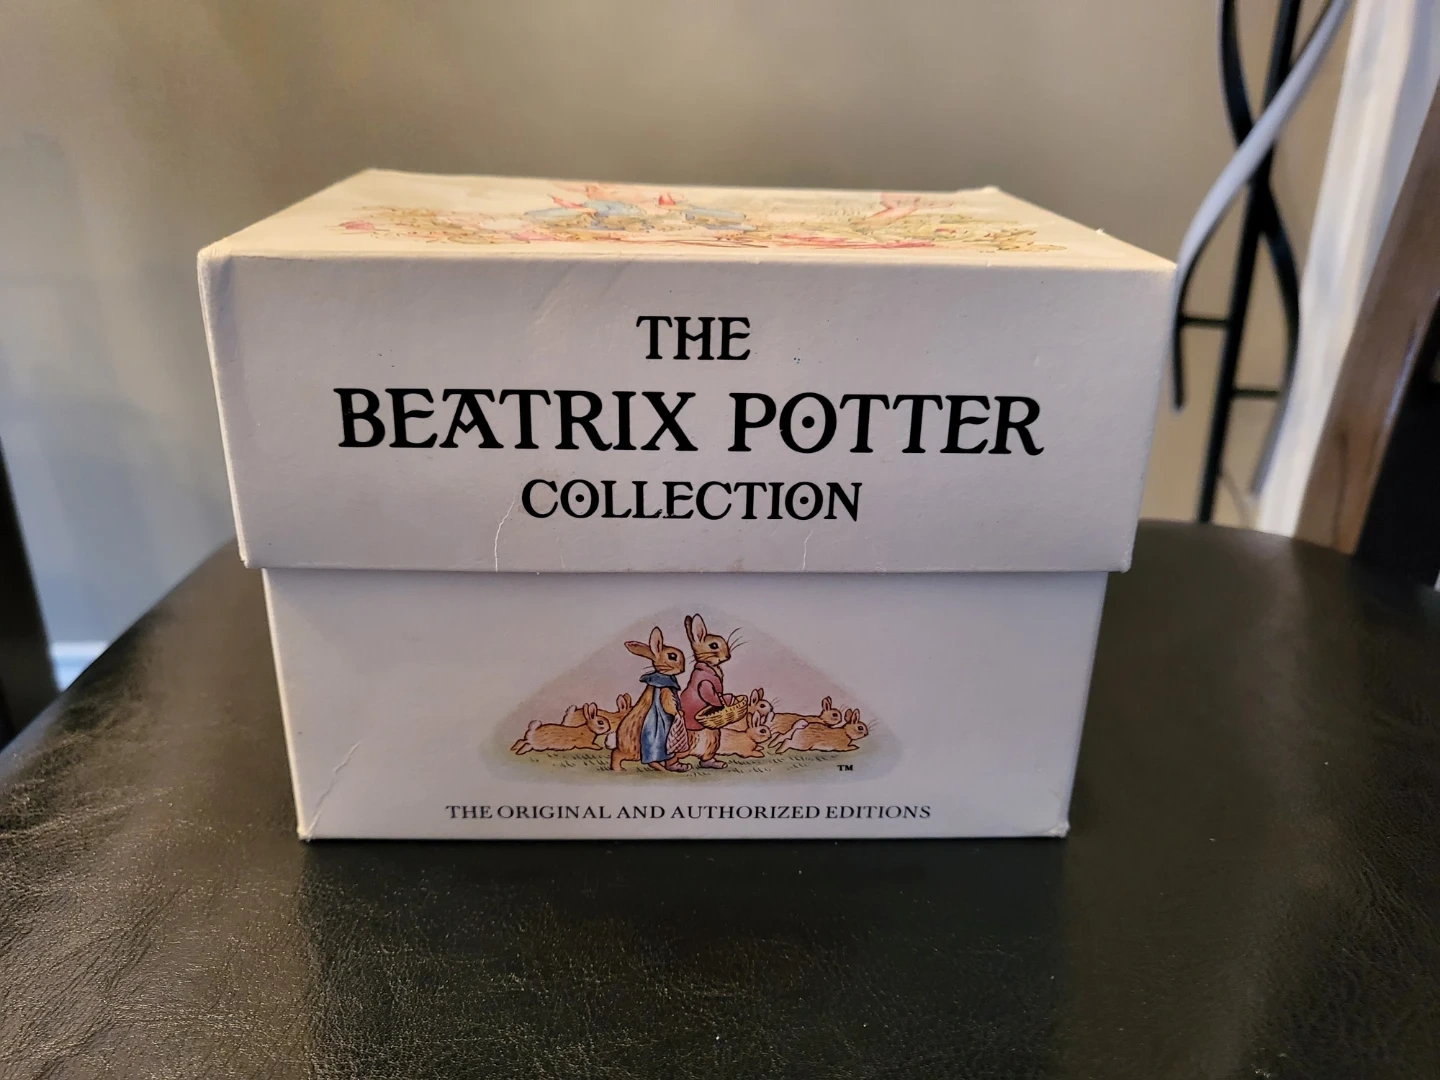 THE
BEATRIX POTTER
COLLECTION
TM
THE ORIGINAL AND AUTHORIZED EDITIONS